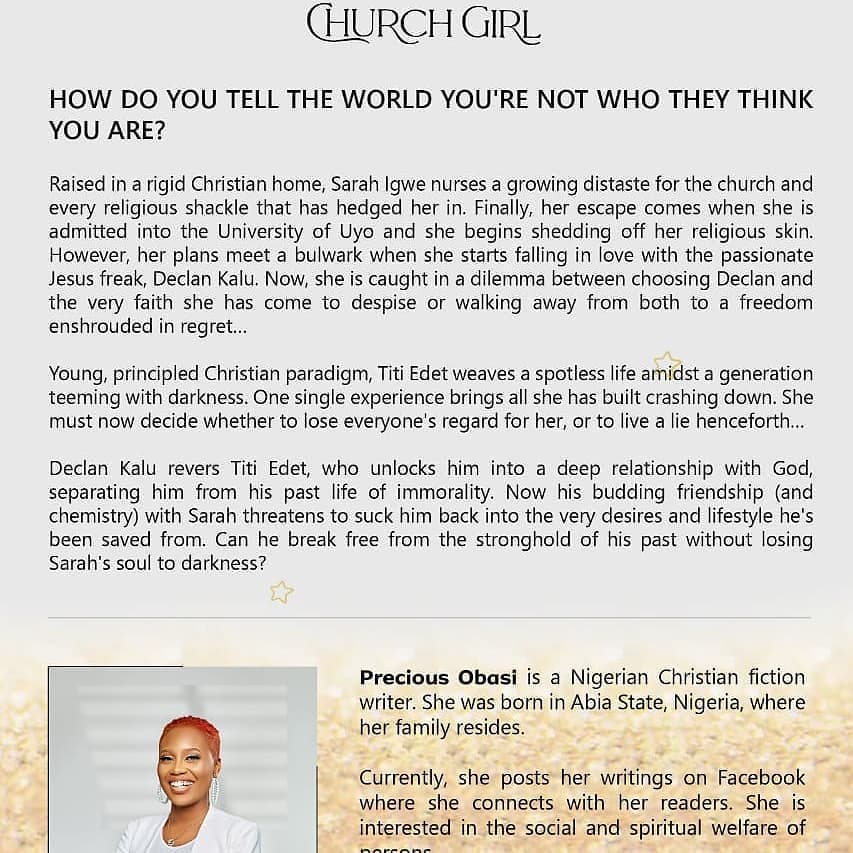 CHURCH GIRL
HOW DO YOU TELL THE WORLD YOU'RE NOT WHO THEY THINK
YOU ARE?
Raised in a rigid Christian home, Sarah Igwe nurses a growing distaste for the church and
every religious shackle that has hedged her in. Finally, her escape comes when she is
admitted into the University of Uyo and she begins shedding off her religious skin.
However, her plans meet a bulwark when she starts falling in love with the passionate
Jesus freak, Declan Kalu. Now, she is caught in a dilemma between choosing Declan and
the very faith she has come to despise or walking away from both to a freedom
enshrouded in regret...
Young, principled Christian paradigm, Titi Edet weaves a spotless life amidst a generation
teeming with darkness. One single experience brings all she has built crashing down. She
must now decide whether to lose everyone's regard for her, or to live a lie henceforth...
Declan Kalu revers Titi Edet, who unlocks him into a deep relationship with God,
separating him from his past life of immorality. Now his budding friendship (and
chemistry) with Sarah threatens to suck him back into the very desires and lifestyle he's
been saved from. Can he break free from the stronghold of his past without losing
Sarah's soul to darkness?
Precious Obasi is a Nigerian Christian fiction
writer. She was born in Abia State, Nigeria, where
her family resides.
Currently, she posts her writings on Facebook
where she connects with her readers. She is
interested in the social and spiritual welfare of
persons